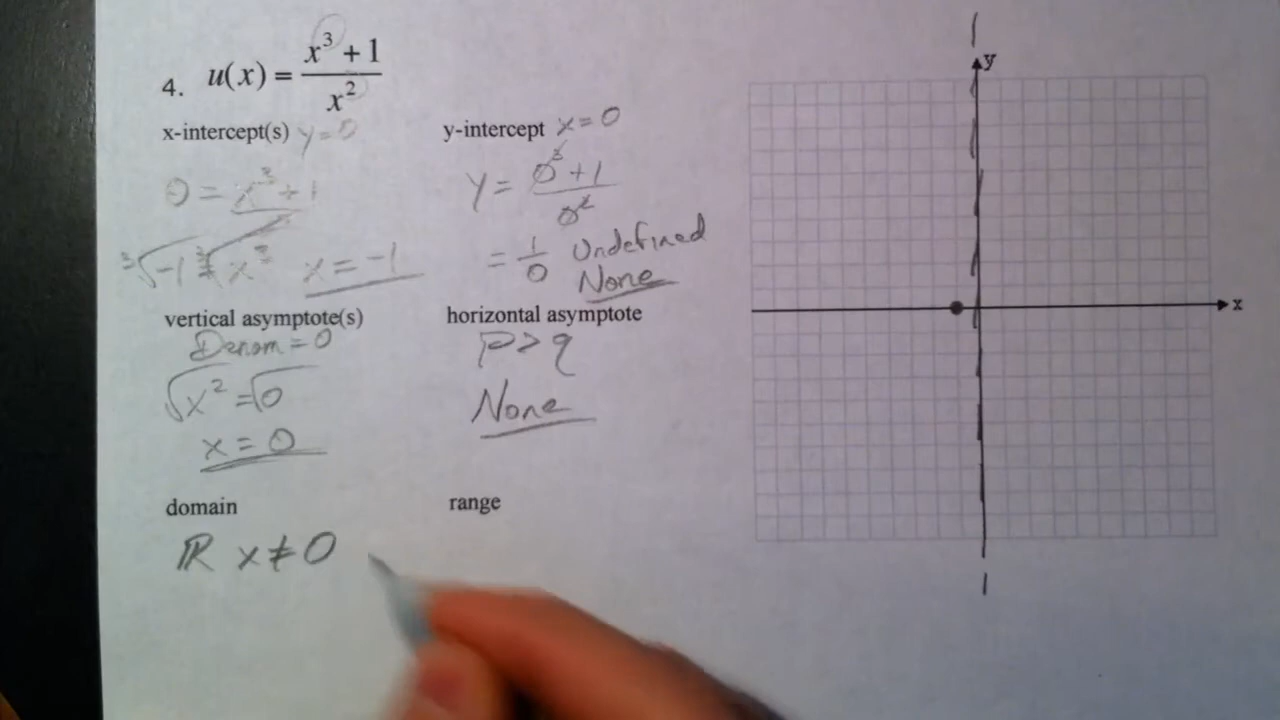 4. u(x) = (x³ + 1) / x²
x-intercept(s) y = 0
0 = x³ + 1
∛-1 = ∛x³ x = -1
y-intercept x = 0
y = (0³ + 1) / 0²
= 1/0 Undefined
None
vertical asymptote(s)
Denom = 0
√x² = √0
x = 0
horizontal asymptote
p > q
None
domain
ℝ x ≠ 0
range
y
x